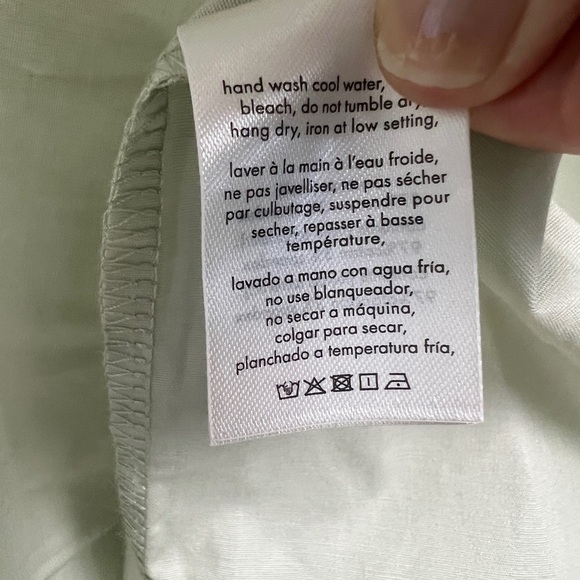 hand wash cool water,
bleach, do not tumble
hang dry, iron at low setting,
laver à la main à l'eau froide,
ne pas javelliser, ne pas sécher
par culbutage, suspendre pour
secher, repasser à basse
température,
lavado a mano con agua fría,
no use blanqueador,
no secar a máquina,
colgar para secar,
planchado a temperatura fría,